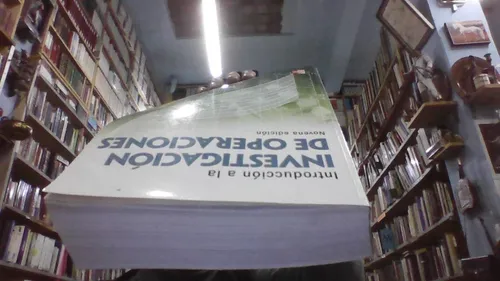 Introducción a la
INVESTIGACIÓN
DE OPERACIONES
Novena edición